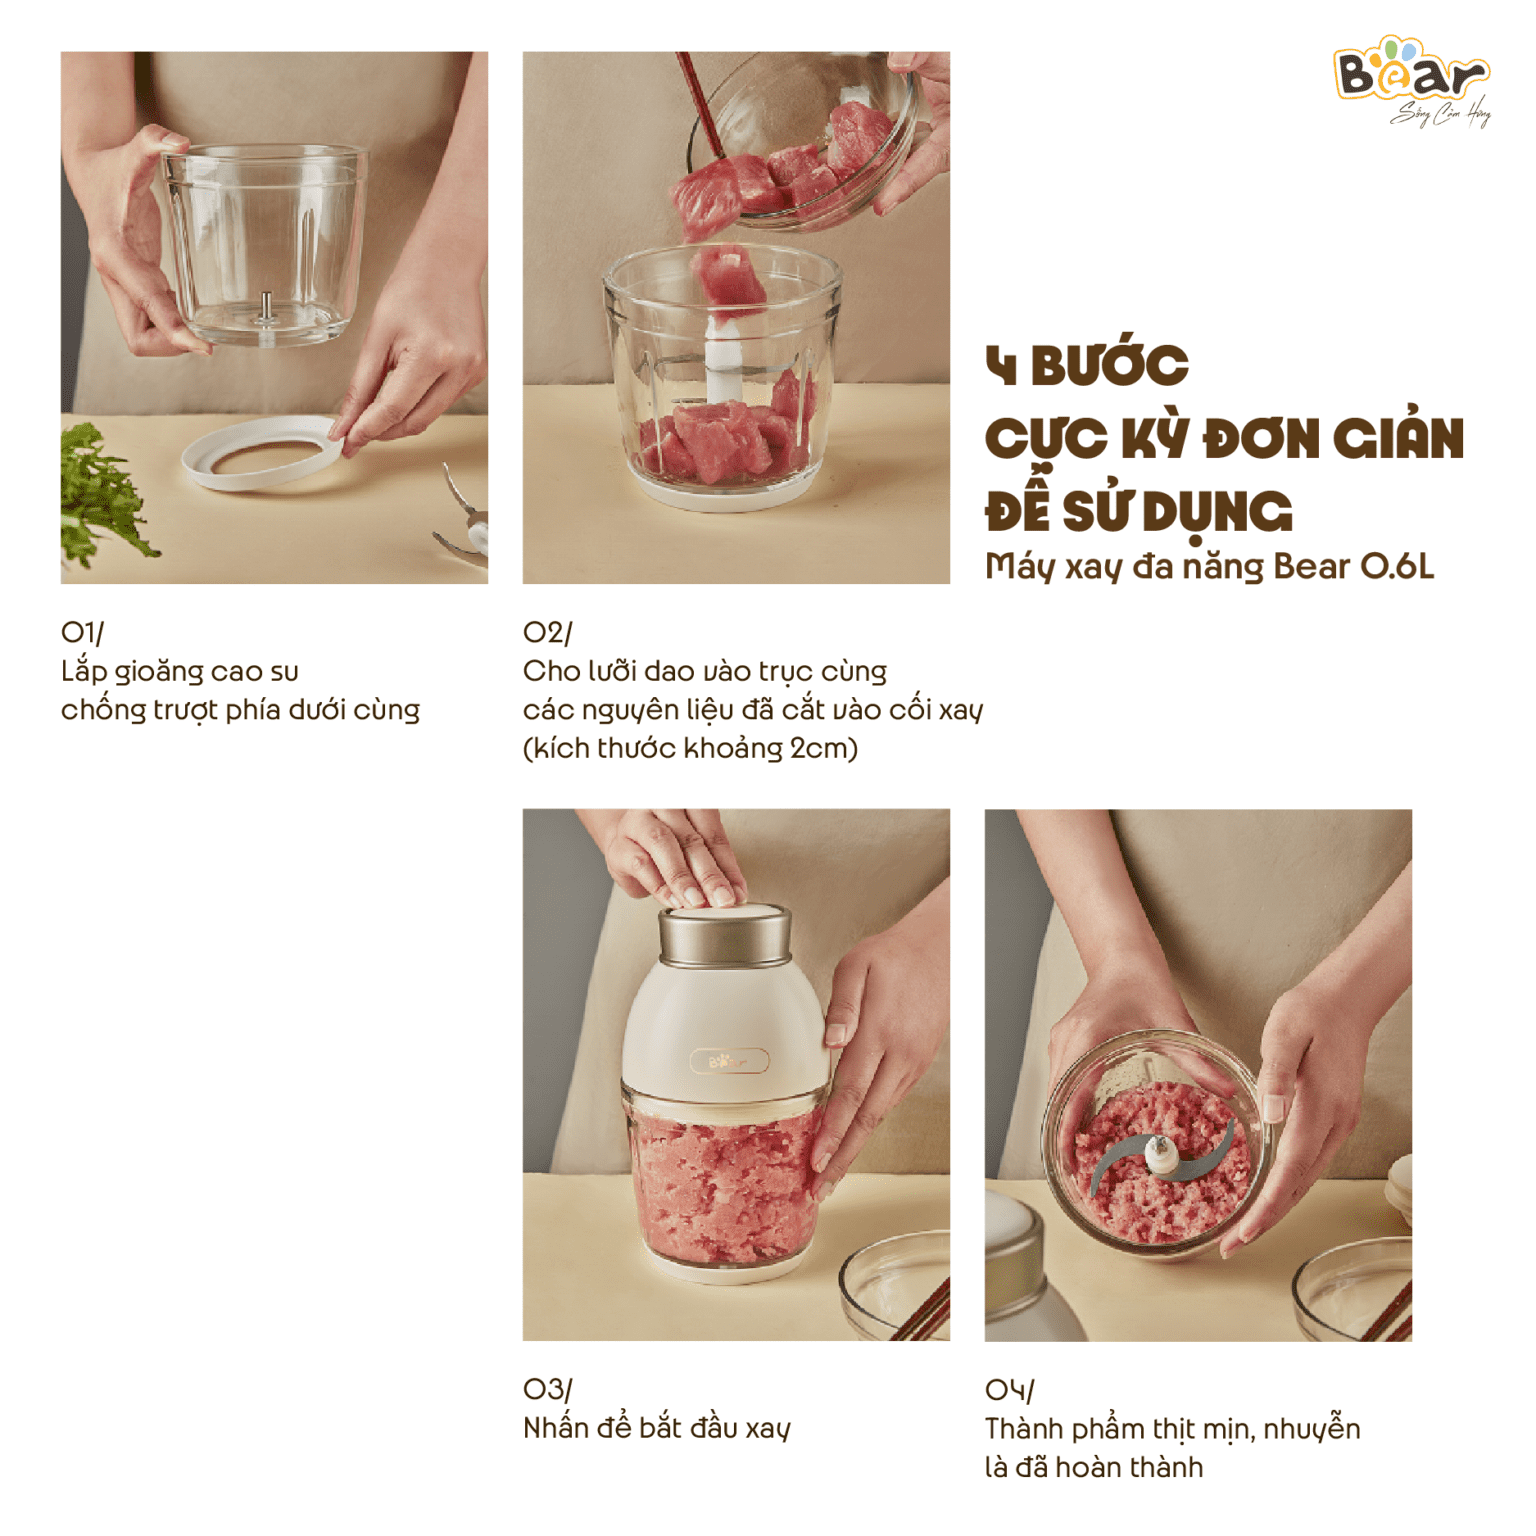 Bear
Sống Cảm Hứng
4 BƯỚC
CỰC KỲ ĐƠN GIẢN
DỄ SỬ DỤNG
Máy xay đa năng Bear 0.6L
01/
Lắp gioăng cao su
chống trượt phía dưới cùng
02/
Cho lưỡi dao vào trục cùng
các nguyên liệu đã cắt vào cối xay
(kích thước khoảng 2cm)
Bear
03/
Nhấn để bắt đầu xay
04/
Thành phẩm thịt mịn, nhuyễn
là đã hoàn thành